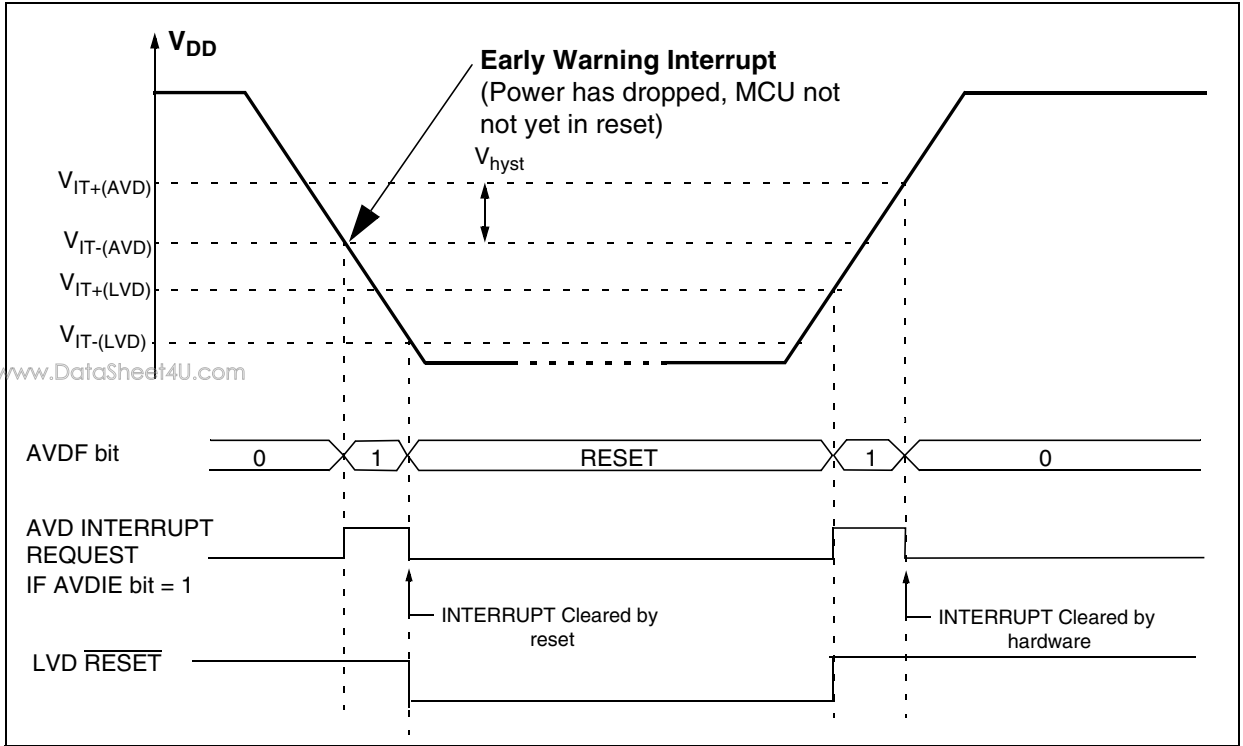 VDD
Early Warning Interrupt
(Power has dropped, MCU not
not yet in reset)
Vhyst
VIT+(AVD)
VIT-(AVD)
VIT+(LVD)
VIT-(LVD)
www.DataSheet4U.com
AVDF bit
0
1
RESET
1
0
AVD INTERRUPT
REQUEST
IF AVDIE bit = 1
INTERRUPT Cleared by
reset
INTERRUPT Cleared by
hardware
LVD RESET